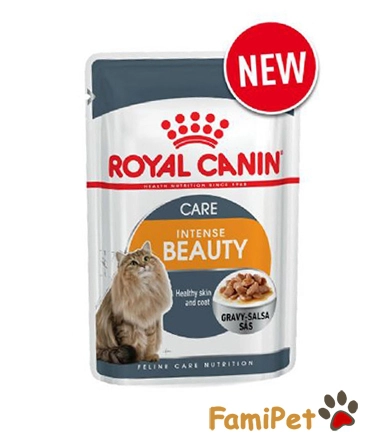 NEW
ROYAL CANIN
HEALTH NUTRITION SINCE 1968
CARE
INTENSE
BEAUTY
Healthy skin
and coat
GRAVY-SALSA
SÁS
FELINE CARE NUTRITION
FamiPet